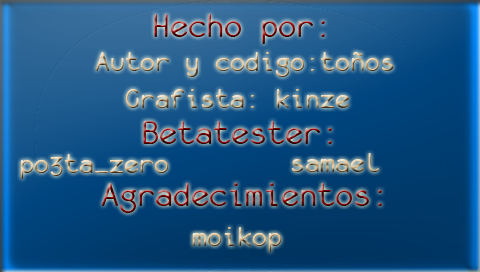 Hecho por:
Autor y codigo:toños
Grafista: kinze
Betatester:
po3ta_zero samael
Agradecimientos:
moikop